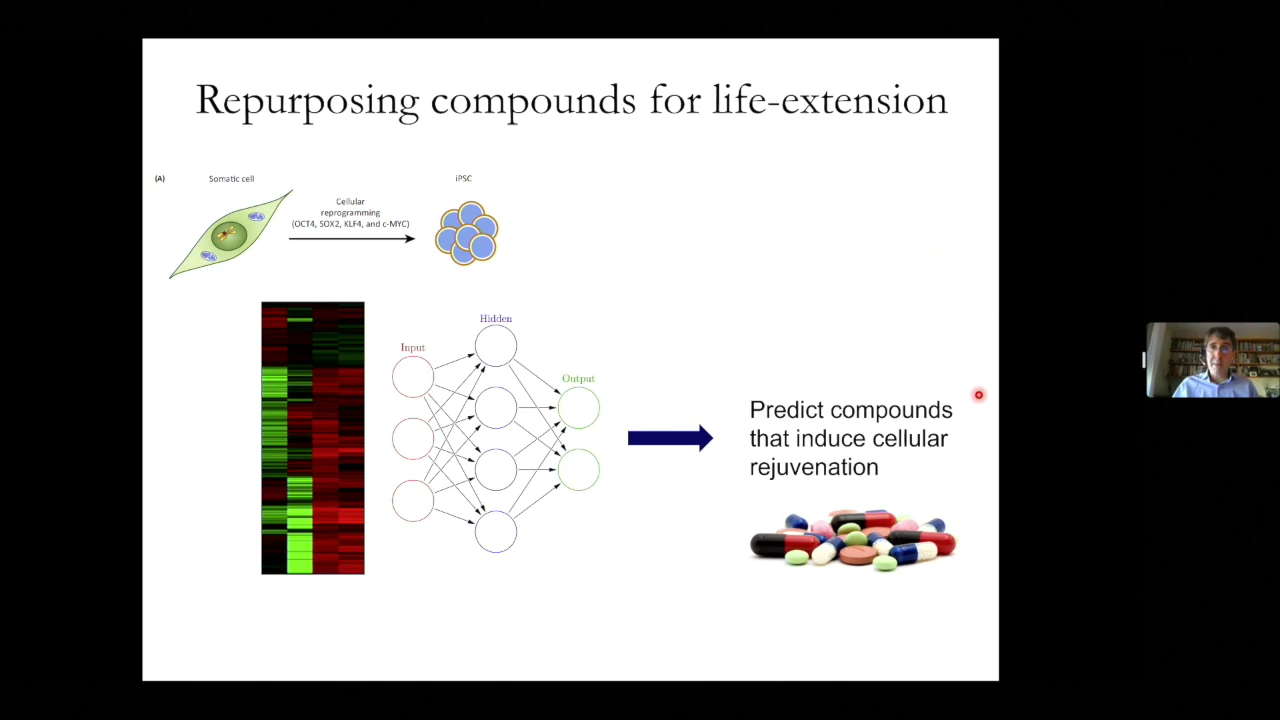 Repurposing compounds for life-extension
(A)
Somatic cell
iPSC
Cellular
reprogramming
(OCT4, SOX2, KLF4, and c-MYC)
Hidden
Input
Output
Predict compounds
that induce cellular
rejuvenation